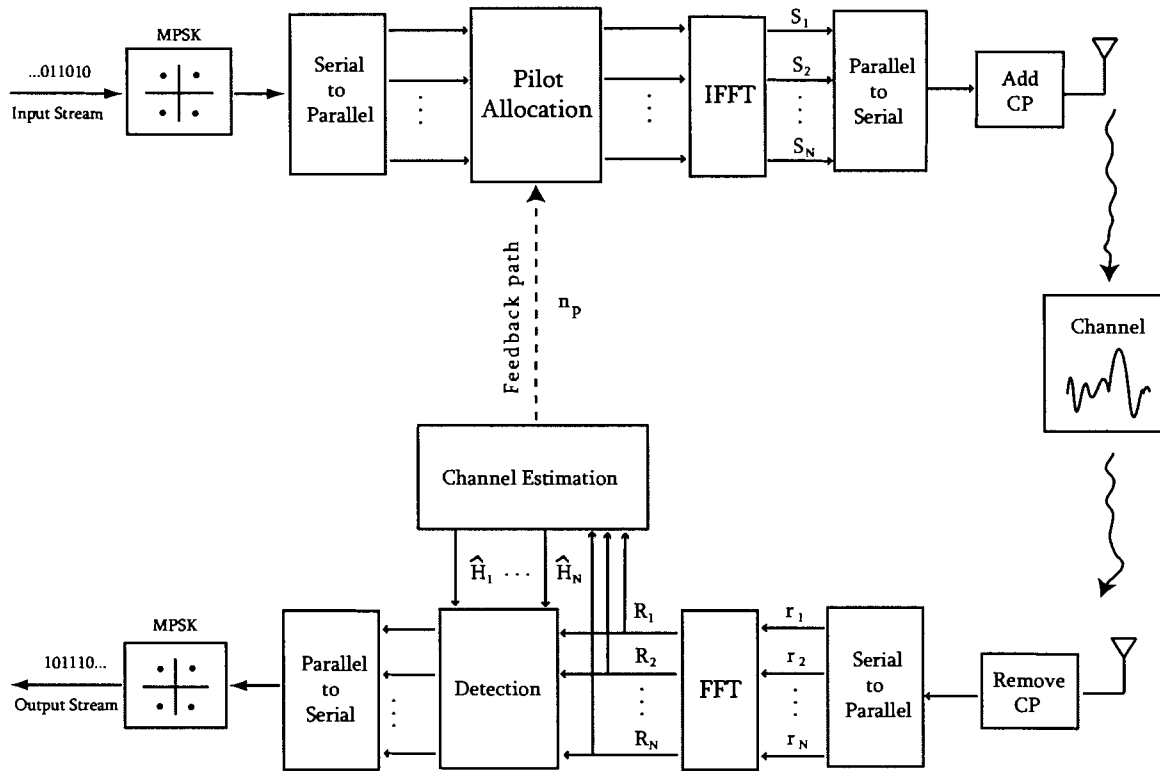 MPSK
...011010
Input Stream
Serial
to
Parallel
Pilot
Allocation
IFFT
S1
S2
SN
Parallel
to
Serial
Add
CP
Feedback path
nP
Channel
Channel Estimation
Ĥ1 ... ĤN
MPSK
101110...
Output Stream
Parallel
to
Serial
Detection
R1
R2
RN
FFT
r1
r2
rN
Serial
to
Parallel
Remove
CP